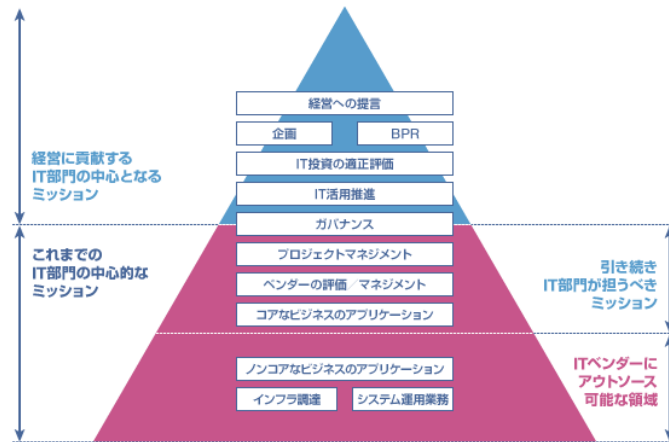 経営への提言
企画
BPR
IT投資の適正評価
IT活用推進
ガバナンス
プロジェクトマネジメント
ベンダーの評価／マネジメント
コアなビジネスのアプリケーション
ノンコアなビジネスのアプリケーション
インフラ調達
システム運用業務
経営に貢献する
IT部門の中心となる
ミッション
これまでの
IT部門の中心的な
ミッション
引き続き
IT部門が担うべき
ミッション
ITベンダーに
アウトソース
可能な領域